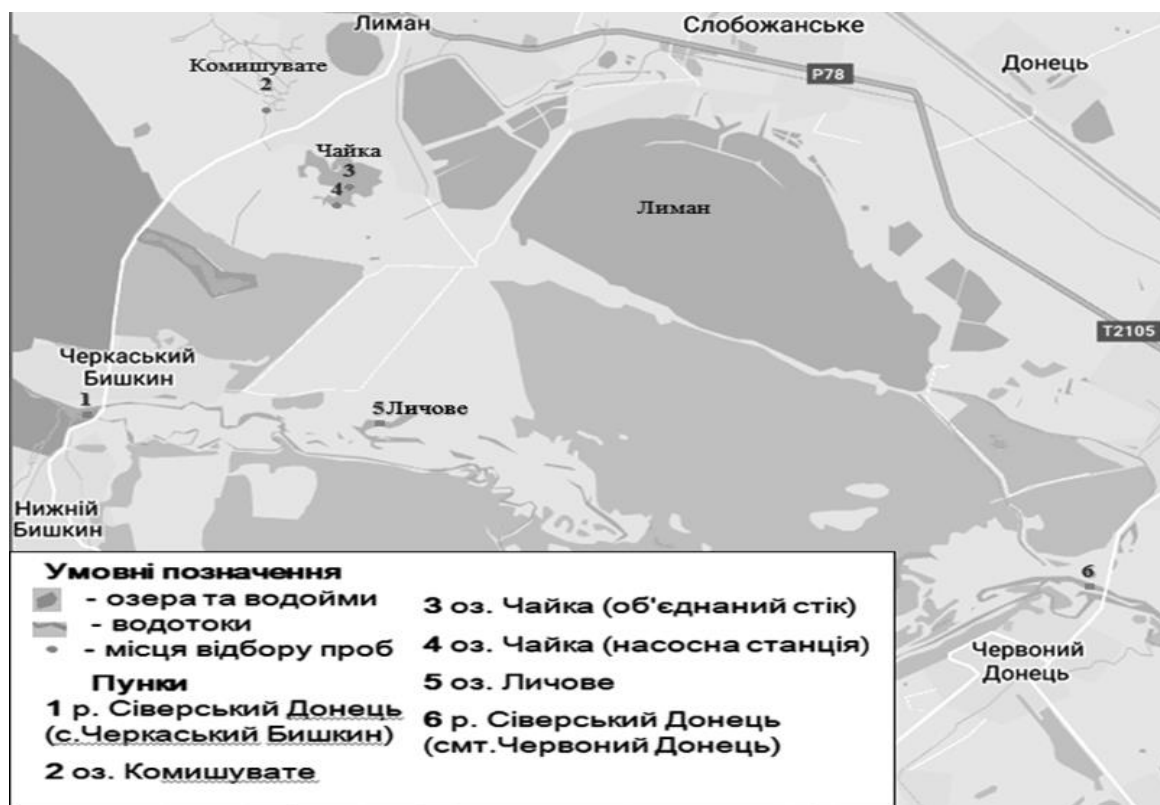 Лиман
Слобожанське
Комишувате
2
P78
Донець
Чайка
3
4
Лиман
T2105
Черкаський
Бишкин
1
5 Личове
Нижній
Бишкин
6
Червоний
Донець
Умовні позначення
- озера та водойми
- водотоки
- місця відбору проб
Пунки
1 р. Сіверський Донець
(с.Черкаський Бишкин)
2 оз. Комишувате
3 оз. Чайка (об'єднаний стік)
4 оз. Чайка (насосна станція)
5 оз. Личове
6 р. Сіверський Донець
(смт.Червоний Донець)